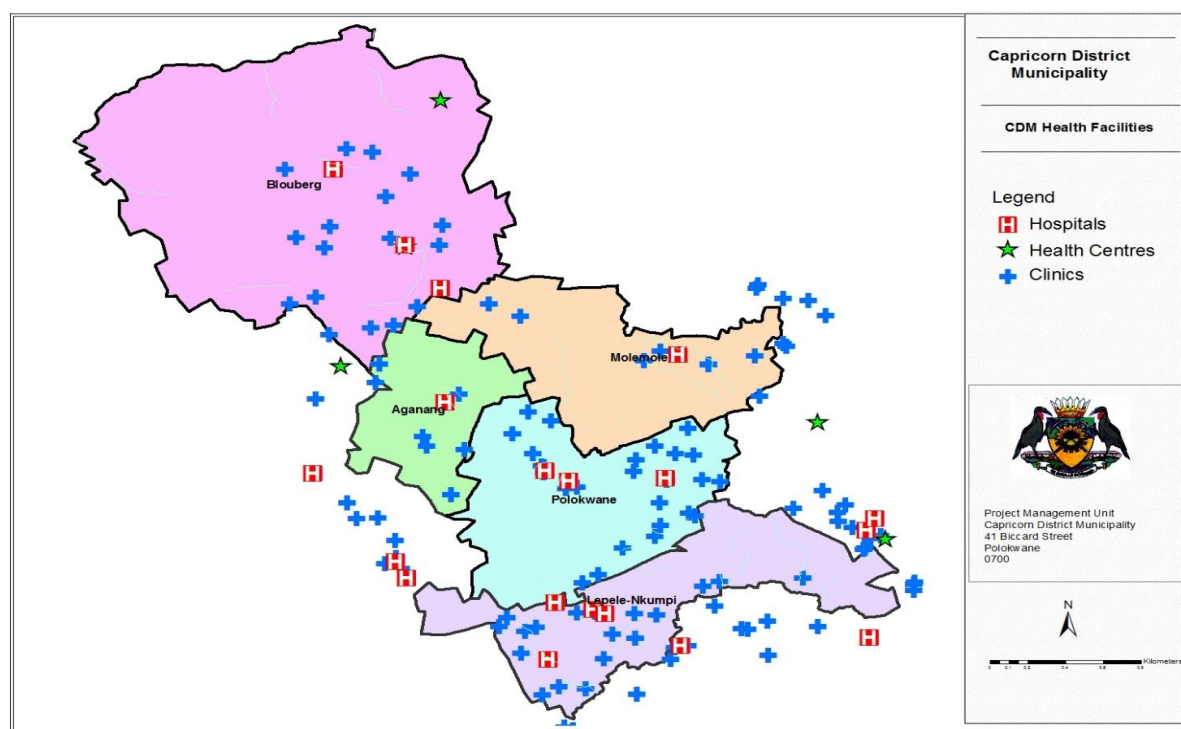 Capricorn District
Municipality
CDM Health Facilities
Legend
Hospitals
Health Centres
Clinics
Project Management Unit
Capricorn District Municipality
41 Biccard Street
Polokwane
0700
N
Kilometers
Blouberg
Molemole
Aganang
Polokwane
Lepele-Nkumpi